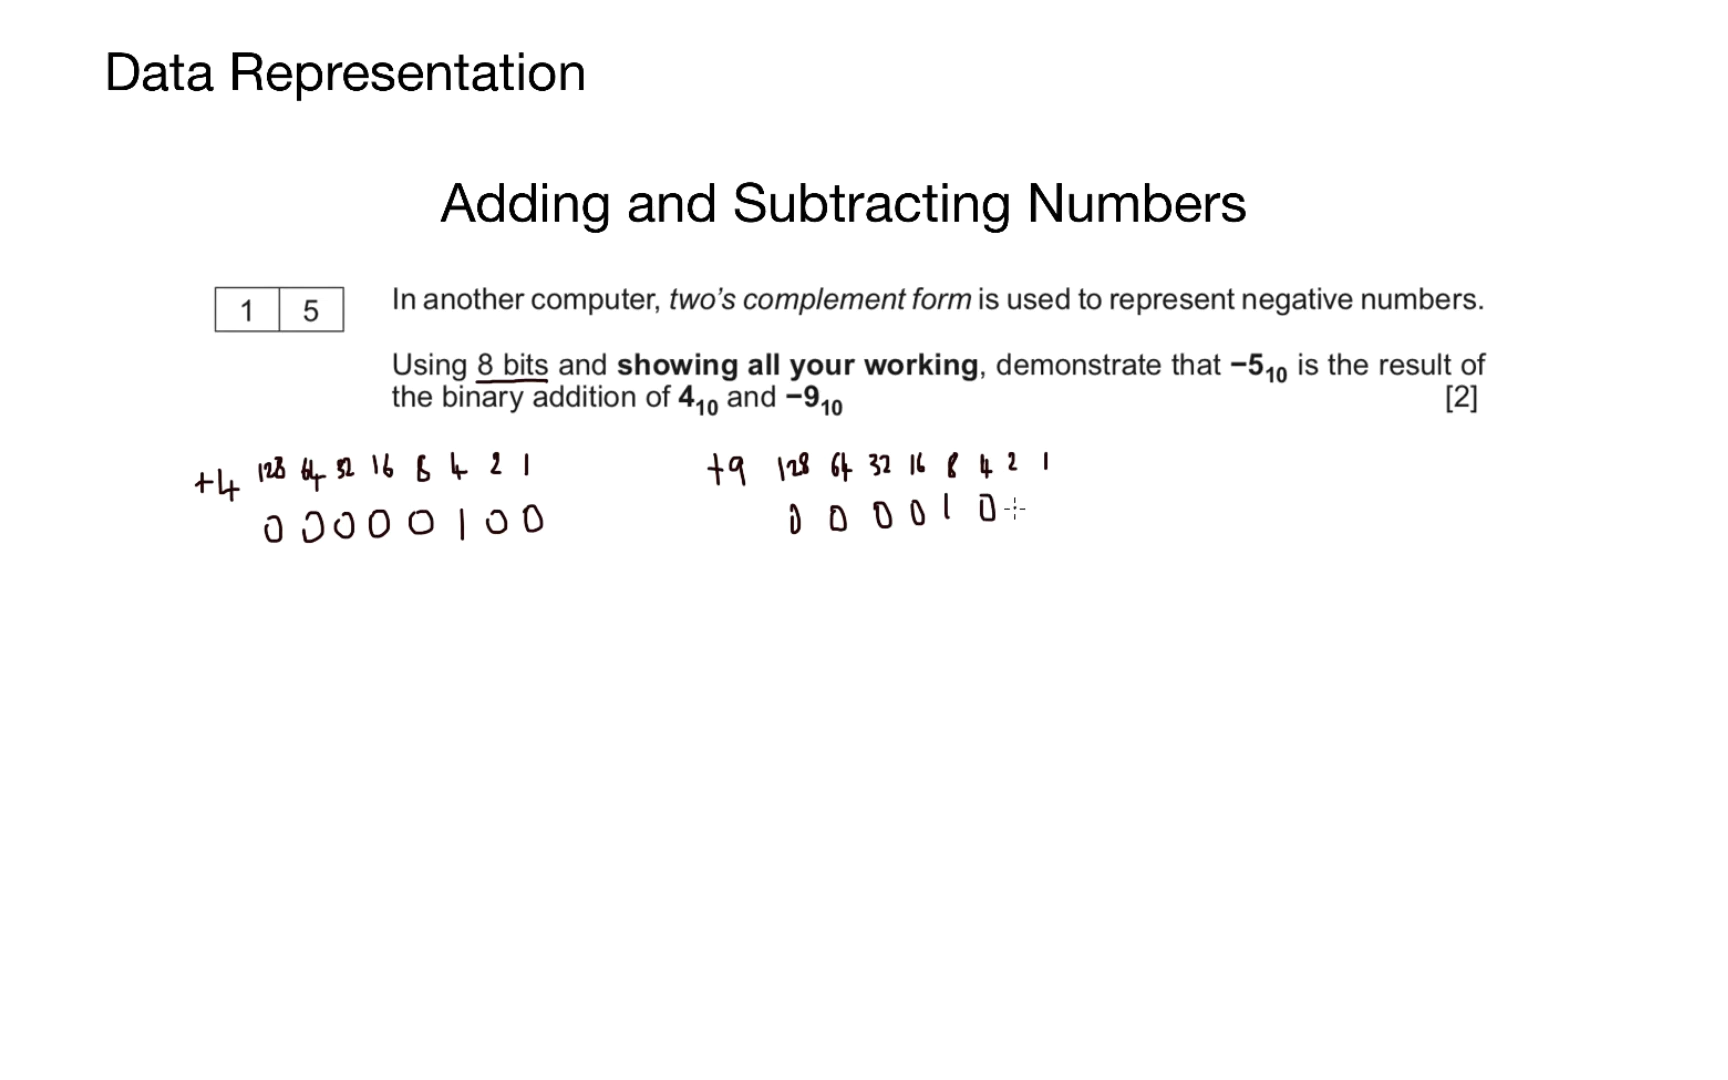 Data Representation
Adding and Subtracting Numbers
1 5
In another computer, two's complement form is used to represent negative numbers.
Using 8 bits and showing all your working, demonstrate that −5₁₀ is the result of
the binary addition of 4₁₀ and −9₁₀ [2]
+4 128 64 32 16 8 4 2 1
0 0 0 0 0 1 0 0
+9 128 64 32 16 8 4 2 1
0 0 0 0 1 0